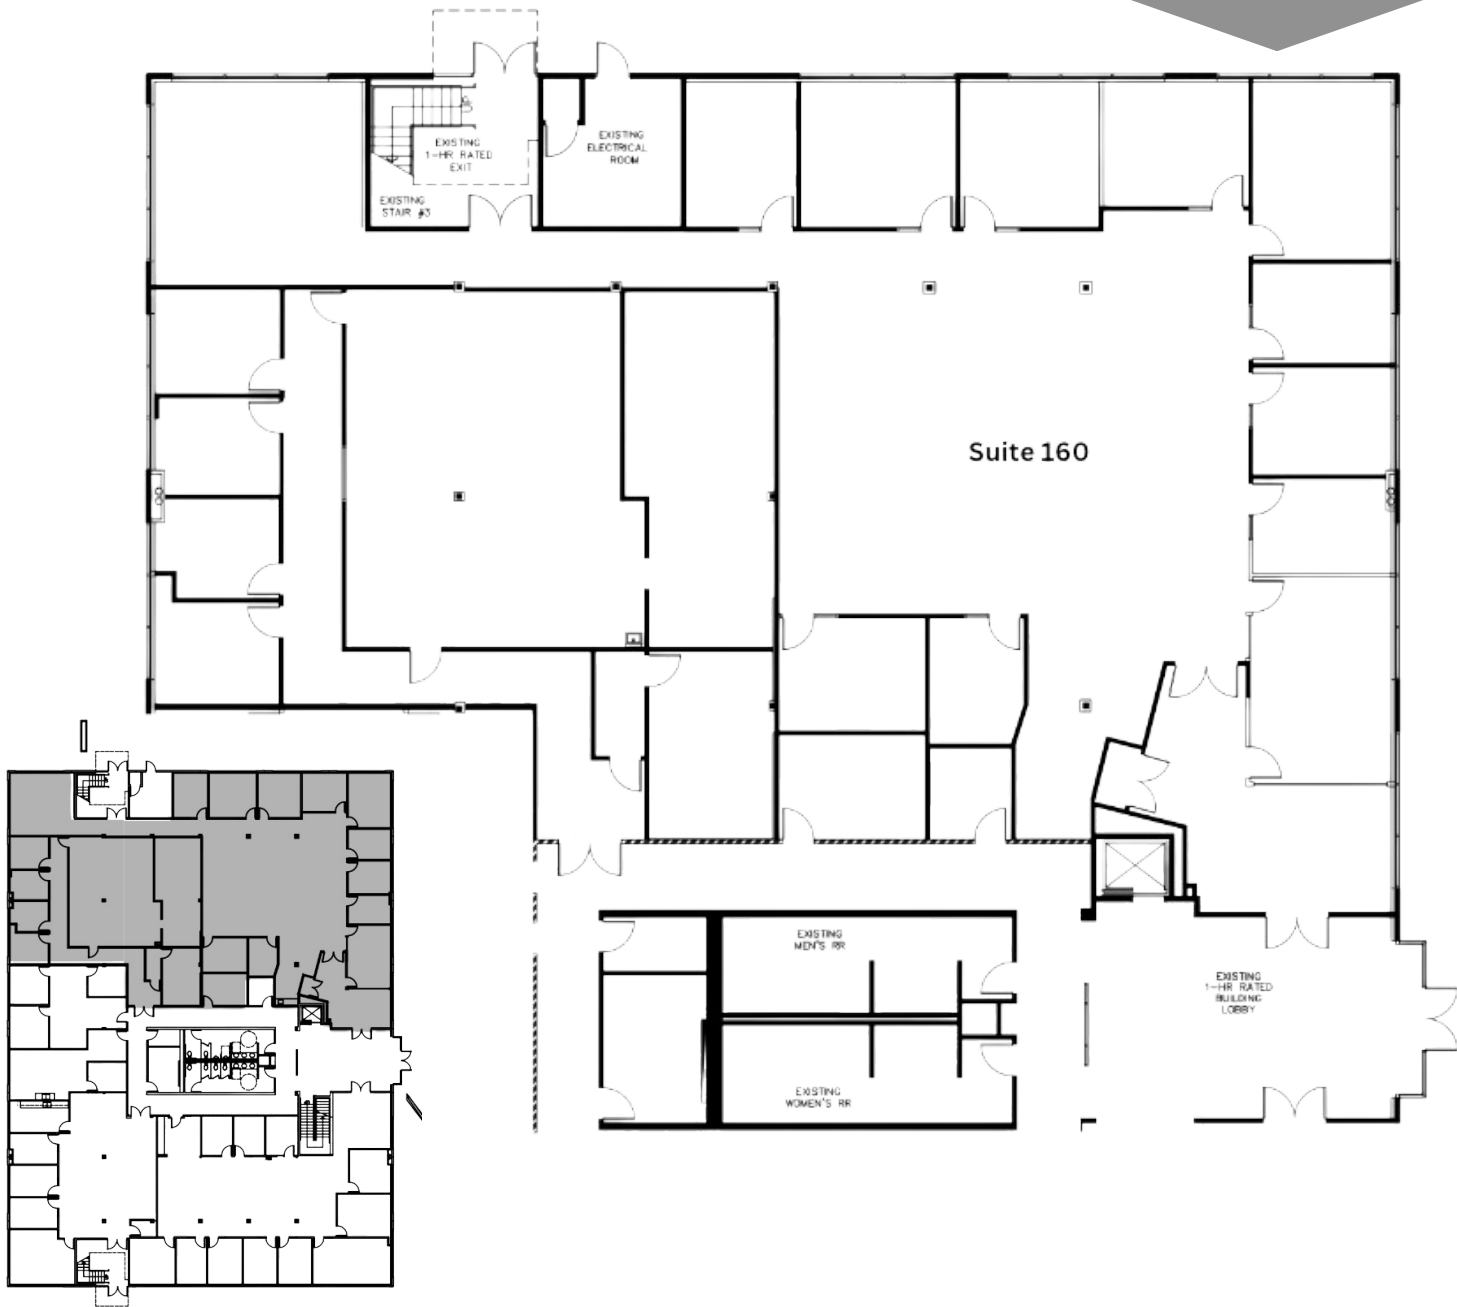 UP
EXISTING
1-HR RATED
EXIT
EXISTING
STAIR #3
EXISTING
ELECTRICAL
ROOM
Suite 160
EXISTING
MEN'S RR
EXISTING
1-HR RATED
BUILDING
LOBBY
EXISTING
WOMEN'S RR